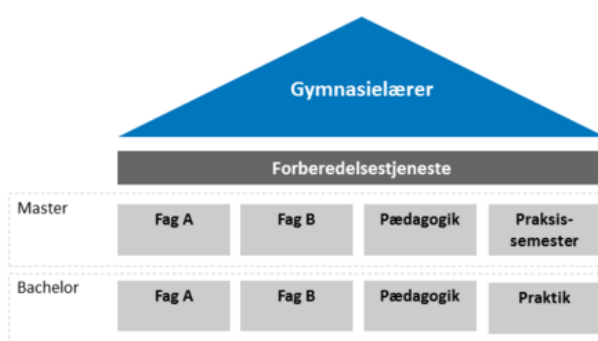 Gymnasielærer
Forberedelsestjeneste
Master
Fag A
Fag B
Pædagogik
Praksis-
semester
Bachelor
Fag A
Fag B
Pædagogik
Praktik